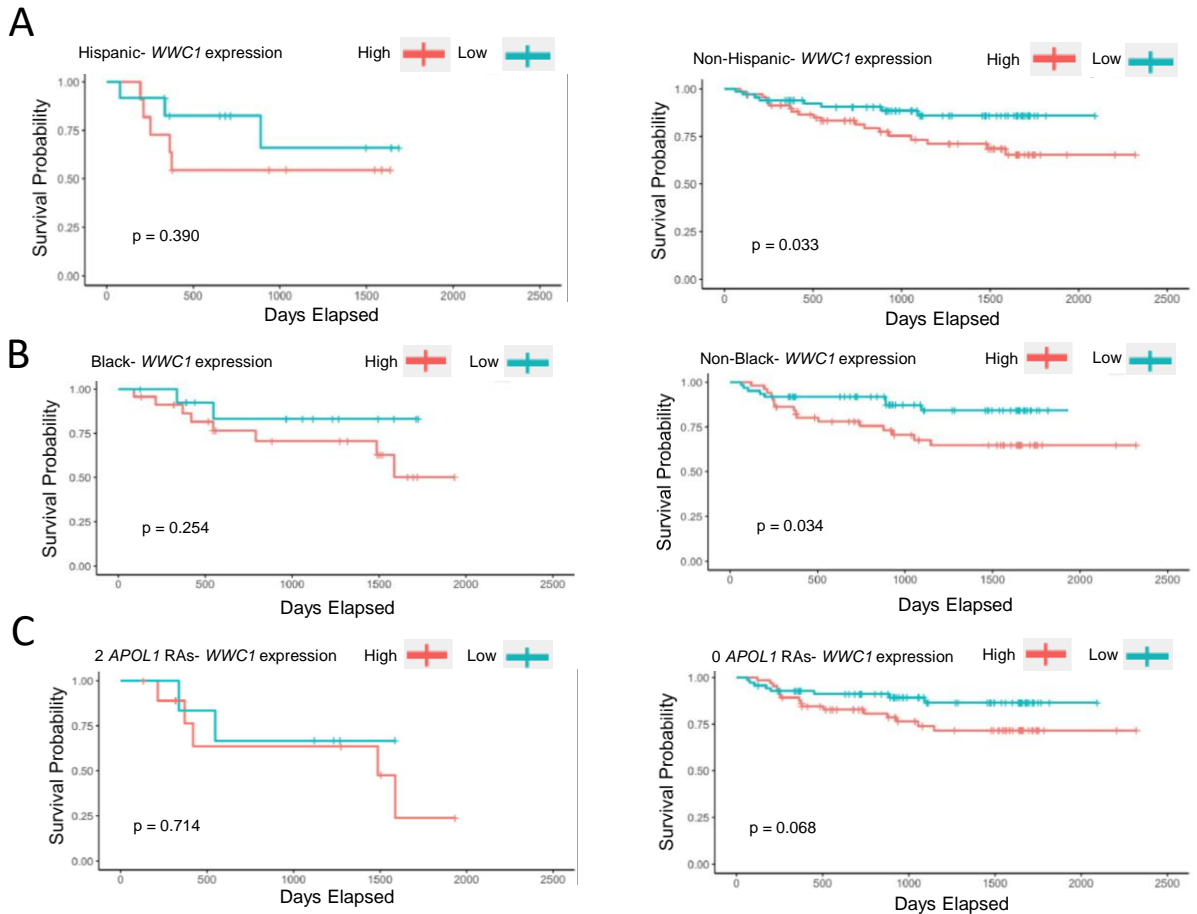 A
Hispanic- WWC1 expression High Low
Survival Probability
1.00
0.75
0.50
0.25
0.00
p = 0.390
0 500 1000 1500 2000 2500
Days Elapsed
Non-Hispanic- WWC1 expression High Low
Survival Probability
1.00
0.75
0.50
0.25
0.00
p = 0.033
0 500 1000 1500 2000 2500
Days Elapsed
B
Black- WWC1 expression High Low
Survival Probability
1.00
0.75
0.50
0.25
0.00
p = 0.254
0 500 1000 1500 2000 2500
Days Elapsed
Non-Black- WWC1 expression High Low
Survival Probability
1.00
0.75
0.50
0.25
0.00
p = 0.034
0 500 1000 1500 2000 2500
Days Elapsed
C
2 APOL1 RAs- WWC1 expression High Low
Survival Probability
1.00
0.75
0.50
0.25
0.00
p = 0.714
0 500 1000 1500 2000 2500
Days Elapsed
0 APOL1 RAs- WWC1 expression High Low
Survival Probability
1.00
0.75
0.50
0.25
0.00
p = 0.068
0 500 1000 1500 2000 2500
Days Elapsed